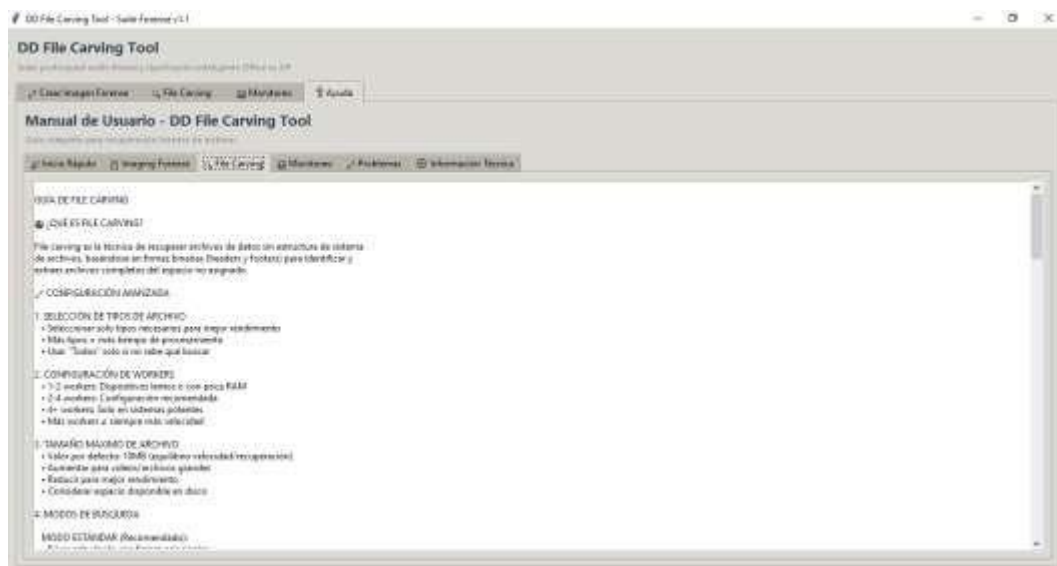 DD File Carving Tool - Suite Forense v3.1
DD File Carving Tool
Crear Imagen Forense File Carving Monitoreo Ayuda
Manual de Usuario - DD File Carving Tool
Inicio Rápido Imaging Forense File Carving Monitoreo Problemas Información Técnica
GUÍA DE FILE CARVING
¿QUÉ ES FILE CARVING?
File carving es la técnica de recuperar archivos de datos sin estructura de sistema
de archivos, basándose en firmas binarias (headers y footers) para identificar y
extraer archivos completos del espacio no asignado.
CONFIGURACIÓN AVANZADA
1. SELECCIÓN DE TIPOS DE ARCHIVO
• Seleccionar solo tipos necesarios para mejor rendimiento
• Más tipos = más tiempo de procesamiento
• Usar "Todos" solo si no sabe qué buscar
2. CONFIGURACIÓN DE WORKERS
• 1-2 workers: Dispositivos lentos o con poca RAM
• 2-4 workers: Configuración recomendada
• 4+ workers: Solo en sistemas potentes
• Más workers ≠ siempre más velocidad
3. TAMAÑO MÁXIMO DE ARCHIVO
• Valor por defecto: 10MB (equilibrio velocidad/recuperación)
• Aumentar para videos/archivos grandes
• Reducir para mejor rendimiento
• Considerar espacio disponible en disco
4. MODOS DE BÚSQUEDA
MODO ESTÁNDAR (Recomendado):